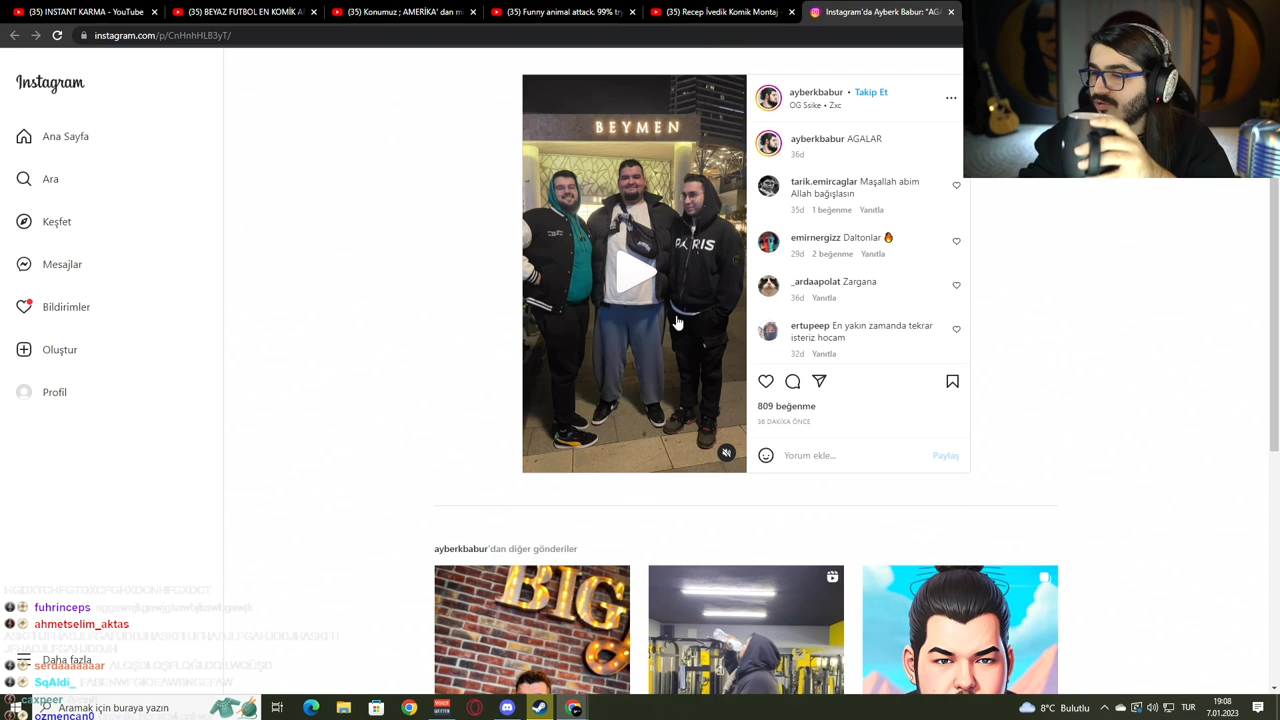 (35) INSTANT KARMA - YouTube
(35) BEYAZ FUTBOL EN KOMİK A
(35) Konumuz ; AMERİKA' dan m
(35) Funny animal attack. 99% try
(35) Recep İvedik Komik Montaj -
Instagram'da Ayberk Babur: "AG
instagram.com/p/CnHnhHLB3yT/
Instagram
Ana Sayfa
Ara
Keşfet
Mesajlar
Bildirimler
Oluştur
Profil
Daha fazla
BEYMEN
PARIS
ayberkbabur • Takip Et
OG Ssike • Zxc
ayberkbabur AGALAR
36d
tarik.emircaglar Maşallah abim
Allah bağışlasın
35d 1 beğenme Yanıtla
emirnergizz Daltonlar
29d 2 beğenme Yanıtla
_ardaapolat Zargana
36d Yanıtla
ertupeep En yakın zamanda tekrar
isteriz hocam
32d Yanıtla
809 beğenme
36 DAKİKA ÖNCE
Yorum ekle...
Paylaş
ayberkbabur'dan diğer gönderiler
BIG
fuhrinceps
ahmetselim_aktas
serdaaaaaaar
SqAldi_
caxpeer
ozmencan0
Aramak için buraya yazın
8°C Bulutlu
TUR
19:08
7.01.2023